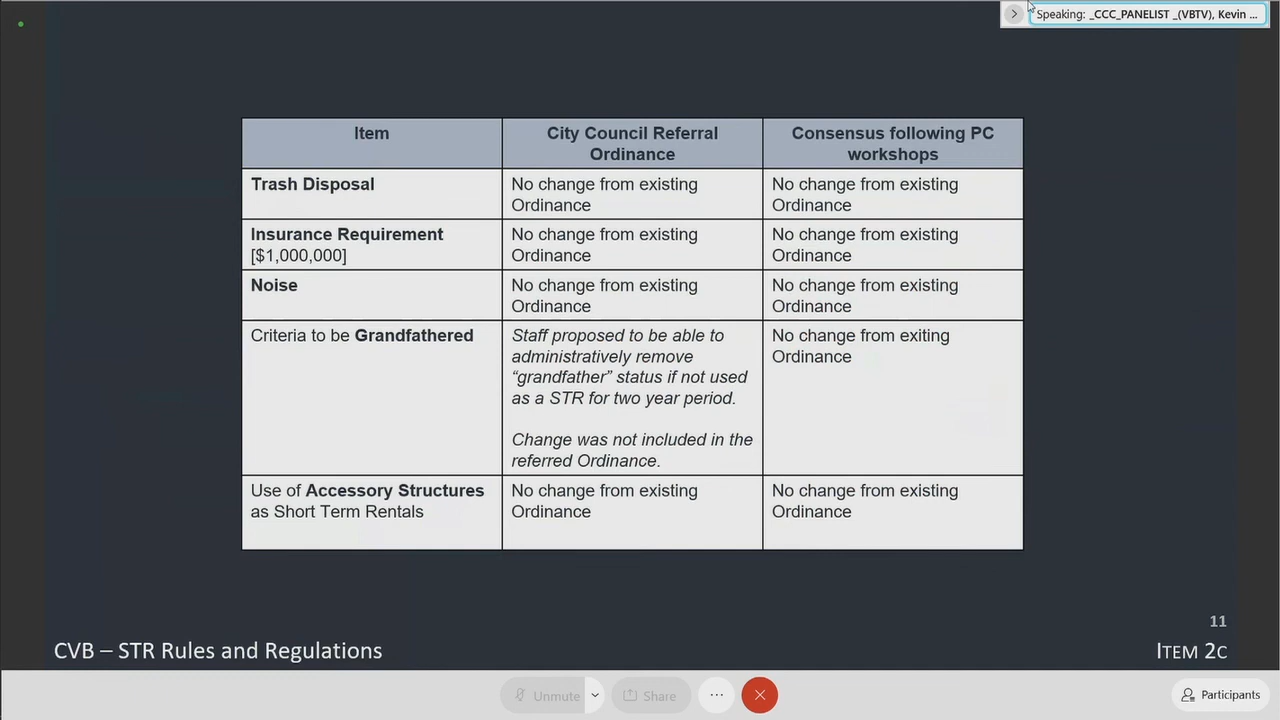 Speaking: _CCC_PANELIST _(VBTV), Kevin ...
Item
City Council Referral
Ordinance
Consensus following PC
workshops
Trash Disposal
No change from existing
Ordinance
No change from existing
Ordinance
Insurance Requirement
[$1,000,000]
No change from existing
Ordinance
No change from existing
Ordinance
Noise
No change from existing
Ordinance
No change from existing
Ordinance
Criteria to be Grandfathered
Staff proposed to be able to
administratively remove
“grandfather” status if not used
as a STR for two year period.
Change was not included in the
referred Ordinance.
No change from exiting
Ordinance
Use of Accessory Structures
as Short Term Rentals
No change from existing
Ordinance
No change from existing
Ordinance
11
CVB – STR Rules and Regulations
ITEM 2C
Unmute
Share
Participants